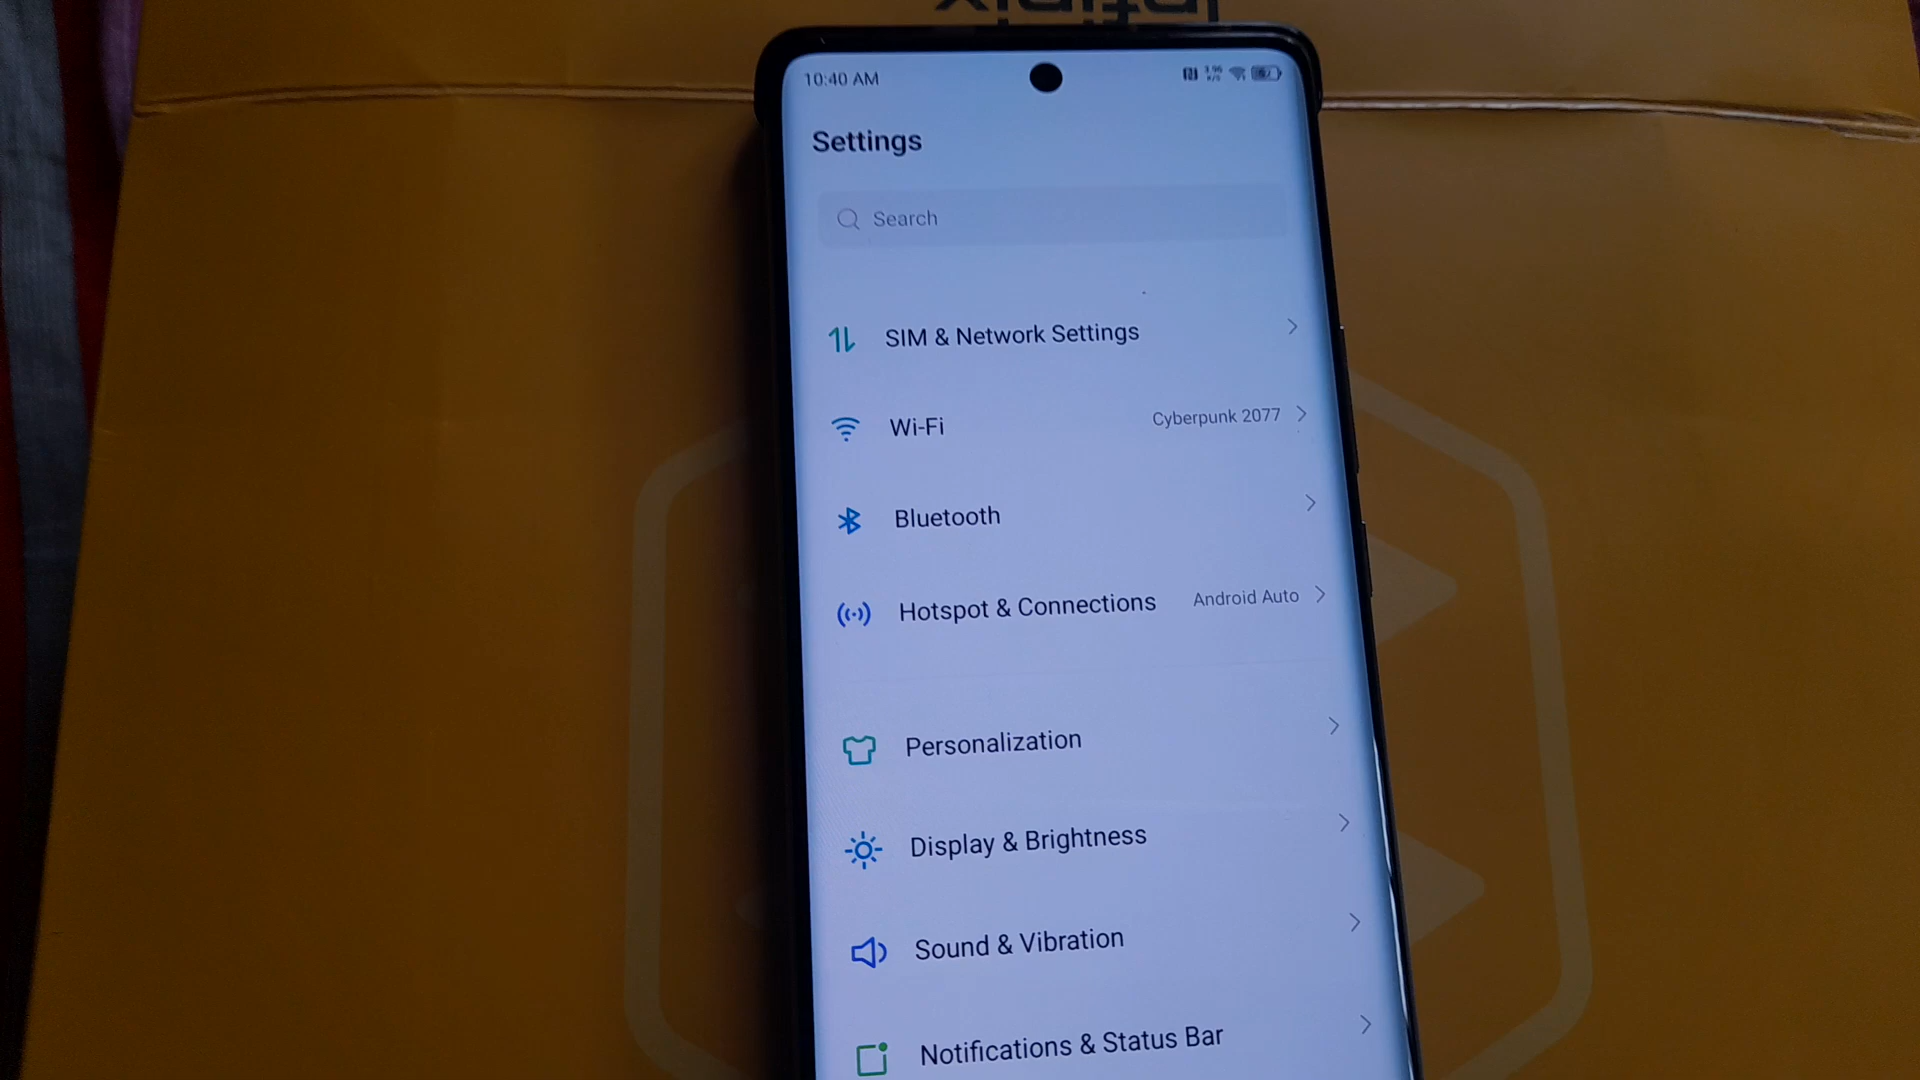 Infinix
10:40 AM
Settings
Search
SIM & Network Settings
Wi-Fi
Cyberpunk 2077
Bluetooth
Hotspot & Connections
Android Auto
Personalization
Display & Brightness
Sound & Vibration
Notifications & Status Bar